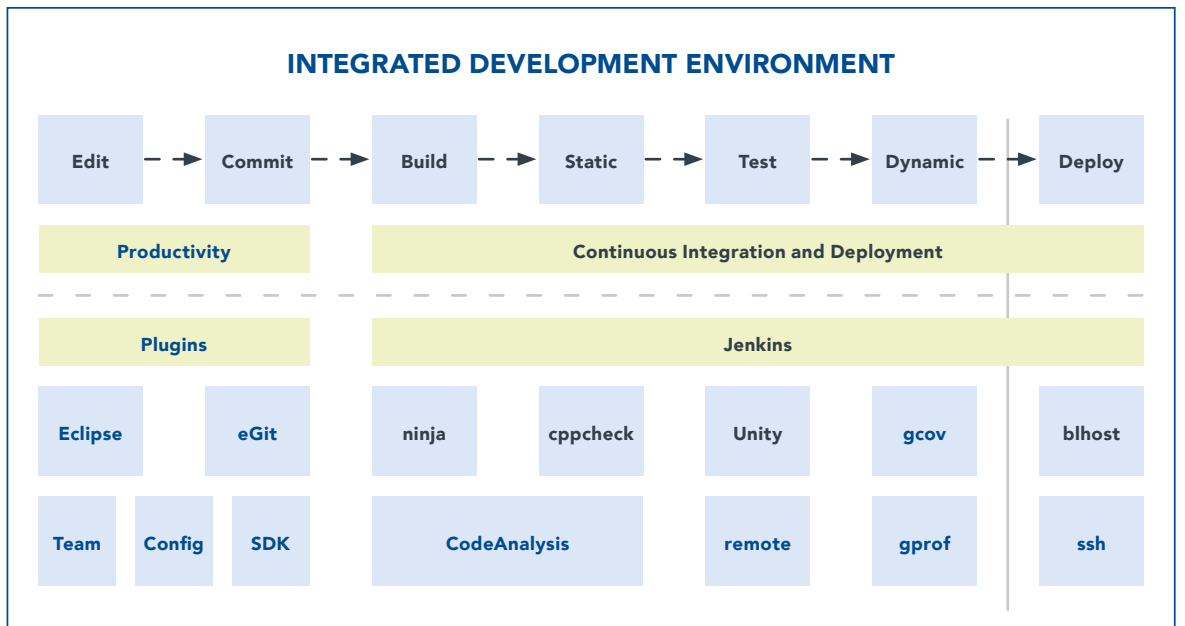 INTEGRATED DEVELOPMENT ENVIRONMENT
Edit
Commit
Build
Static
Test
Dynamic
Deploy
Productivity
Continuous Integration and Deployment
Plugins
Jenkins
Eclipse
eGit
ninja
cppcheck
Unity
gcov
blhost
Team
Config
SDK
CodeAnalysis
remote
gprof
ssh